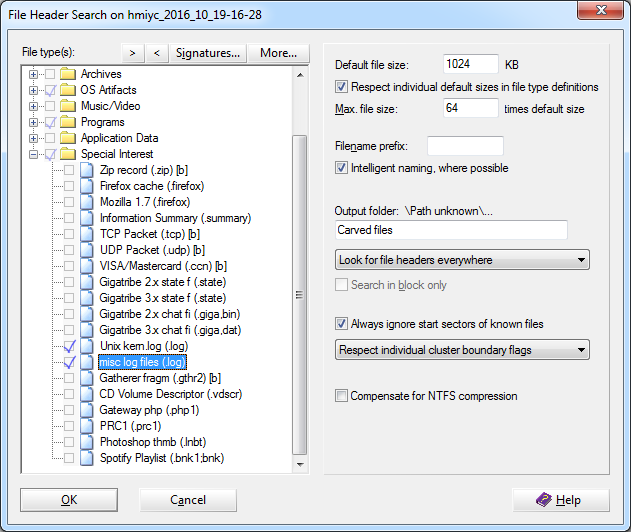 File Header Search on hmiyc_2016_10_19-16-28
File type(s):
>
<
Signatures...
More...
Archives
OS Artifacts
Music/Video
Programs
Application Data
Special Interest
Zip record (.zip) [b]
Firefox cache (.firefox)
Mozilla 1.7 (.firefox)
Information Summary (.summary)
TCP Packet (.tcp) [b]
UDP Packet (.udp) [b]
VISA/Mastercard (.ccn) [b]
Gigatribe 2.x state f (.state)
Gigatribe 3.x state f (.state)
Gigatribe 2.x chat fi (.giga,bin)
Gigatribe 3.x chat fi (.giga,dat)
Unix kern.log (.log)
misc log files (.log)
Gatherer fragm (.gthr2) [b]
CD Volume Descriptor (.vdscr)
Gateway php (.php1)
PRC1 (.prc1)
Photoshop thmb (.lnbt)
Spotify Playlist (.bnk1;bnk)
OK
Cancel
Default file size: 1024 KB
Respect individual default sizes in file type definitions
Max. file size: 64 times default size
Filename prefix:
Intelligent naming, where possible
Output folder: \Path unknown\...
Carved files
Look for file headers everywhere
Search in block only
Always ignore start sectors of known files
Respect individual cluster boundary flags
Compensate for NTFS compression
Help